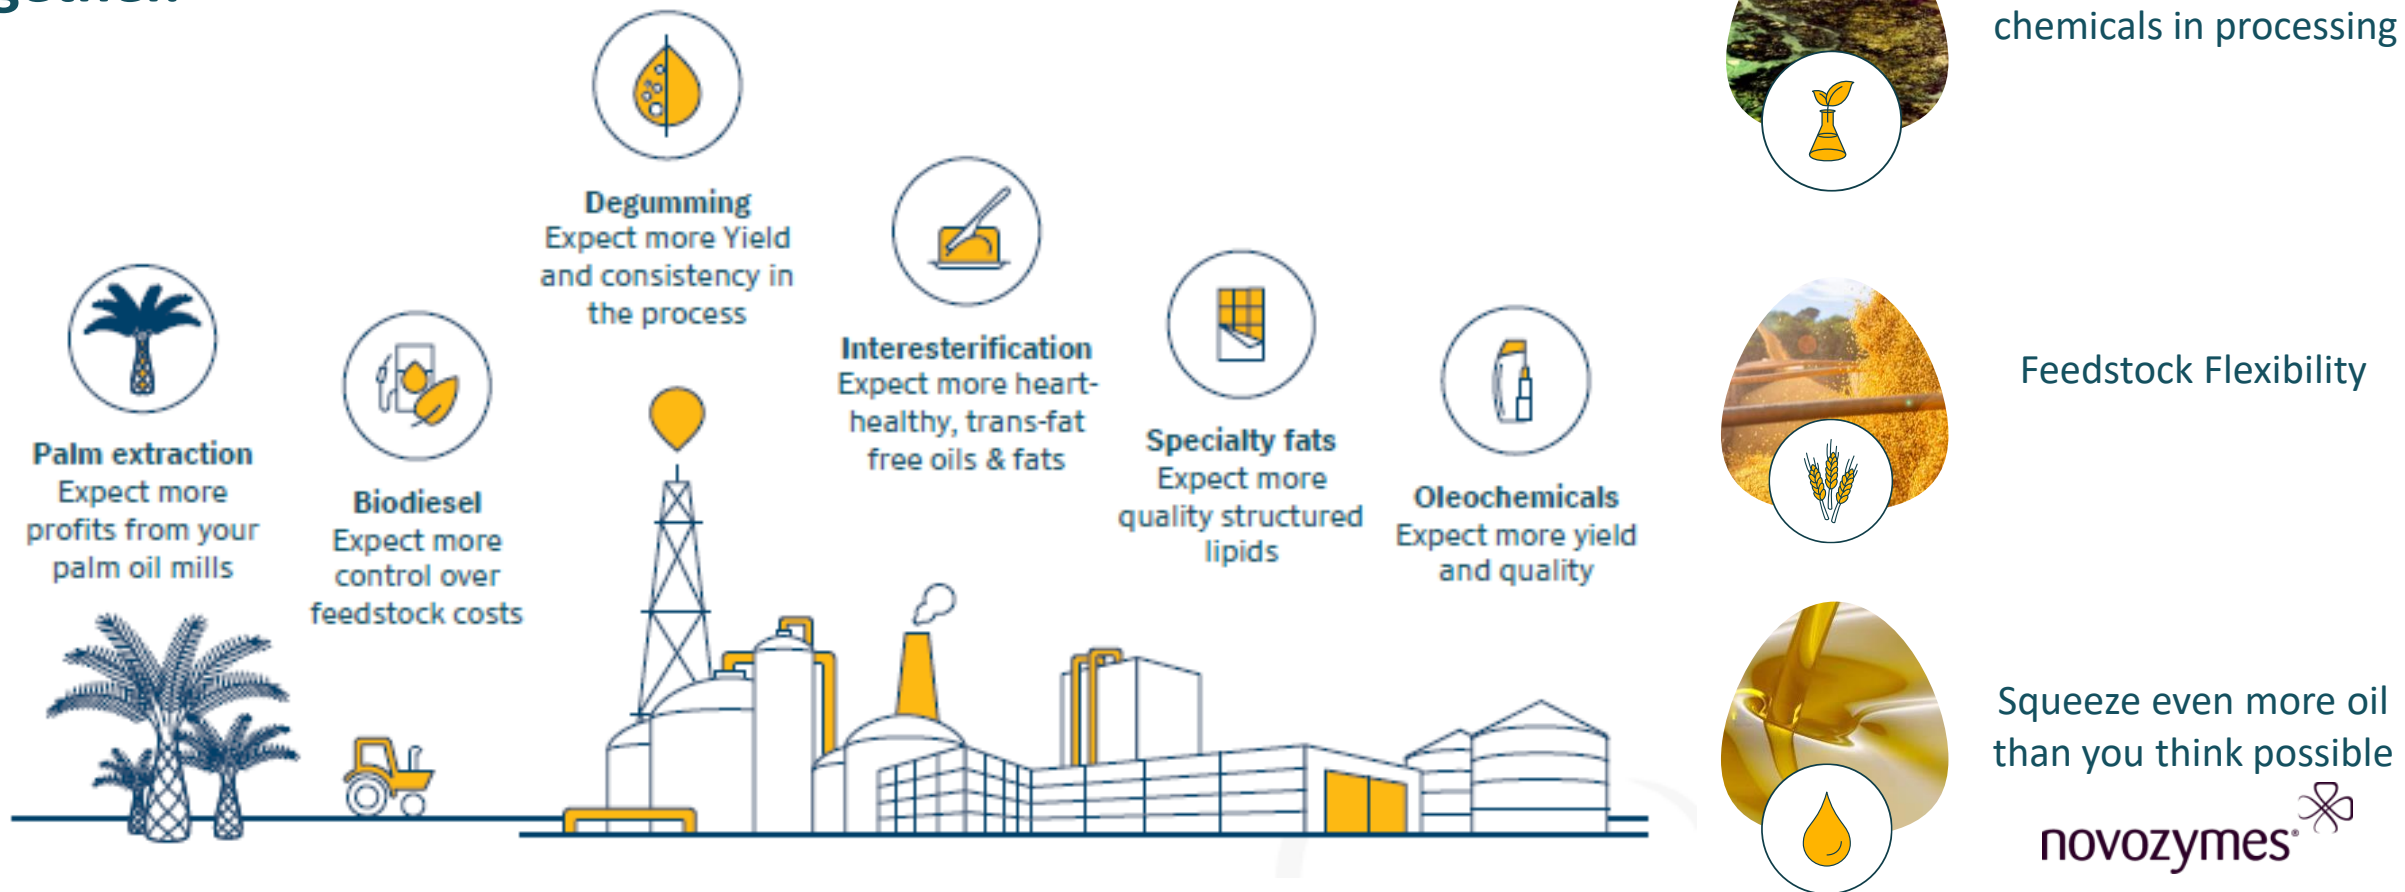 Degumming
Expect more Yield
and consistency in
the process
Interesterification
Expect more heart-
healthy, trans-fat
free oils & fats
Palm extraction
Expect more
profits from your
palm oil mills
Biodiesel
Expect more
control over
feedstock costs
Specialty fats
Expect more
quality structured
lipids
Oleochemicals
Expect more yield
and quality
chemicals in processing
Feedstock Flexibility
Squeeze even more oil
than you think possible
novozymes®